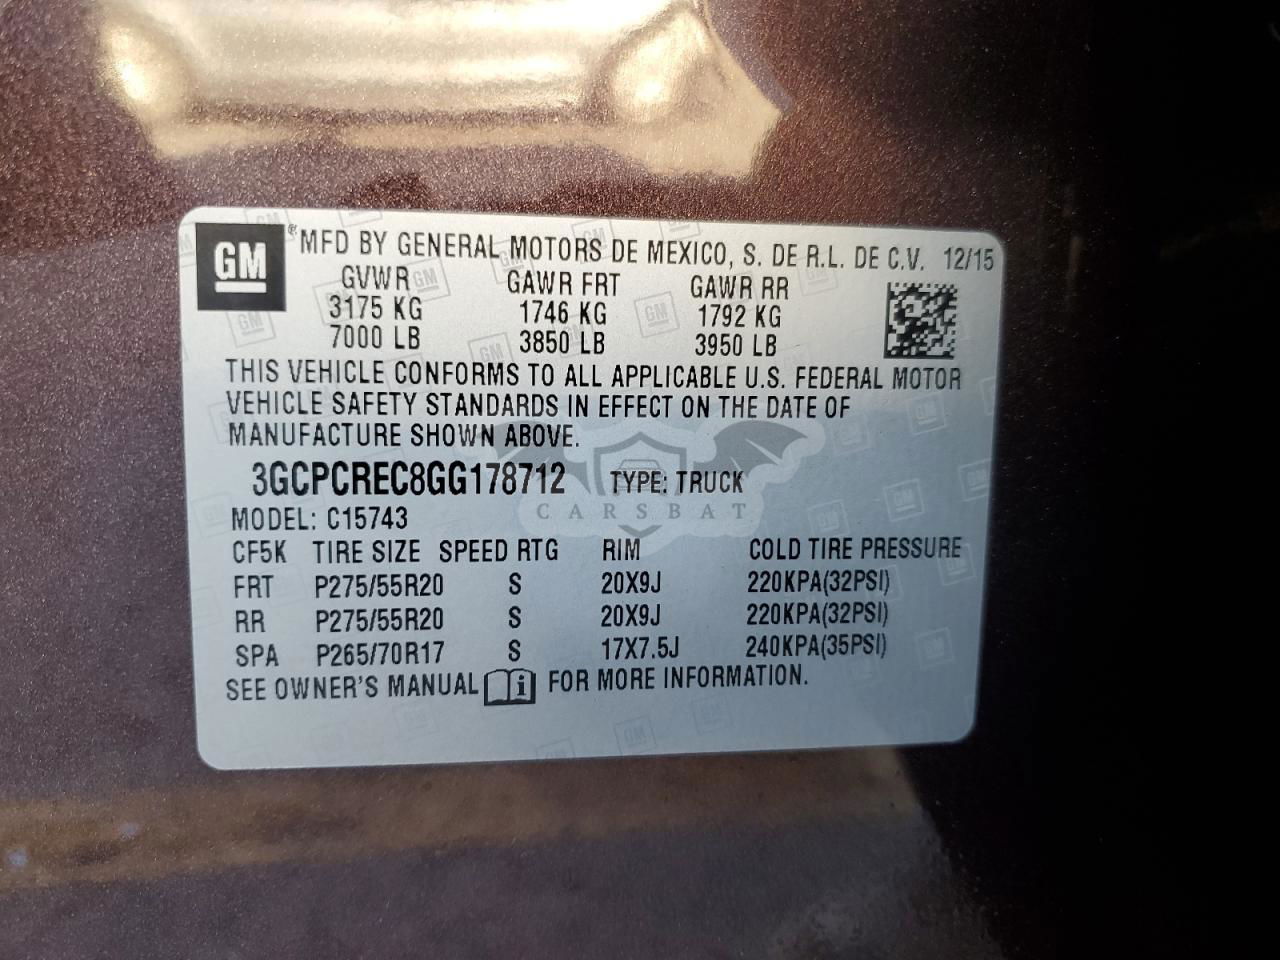 GM ® MFD BY GENERAL MOTORS DE MEXICO, S. DE R.L. DE C.V. 12/15
GVWR GAWR FRT GAWR RR
3175 KG 1746 KG 1792 KG
7000 LB 3850 LB 3950 LB
THIS VEHICLE CONFORMS TO ALL APPLICABLE U.S. FEDERAL MOTOR
VEHICLE SAFETY STANDARDS IN EFFECT ON THE DATE OF
MANUFACTURE SHOWN ABOVE.
3GCPCREC8GG178712 TYPE: TRUCK
CARSBAT
MODEL: C15743
CF5K TIRE SIZE SPEED RTG RIM COLD TIRE PRESSURE
FRT P275/55R20 S 20X9J 220KPA(32PSI)
RR P275/55R20 S 20X9J 220KPA(32PSI)
SPA P265/70R17 S 17X7.5J 240KPA(35PSI)
SEE OWNER'S MANUAL i FOR MORE INFORMATION.